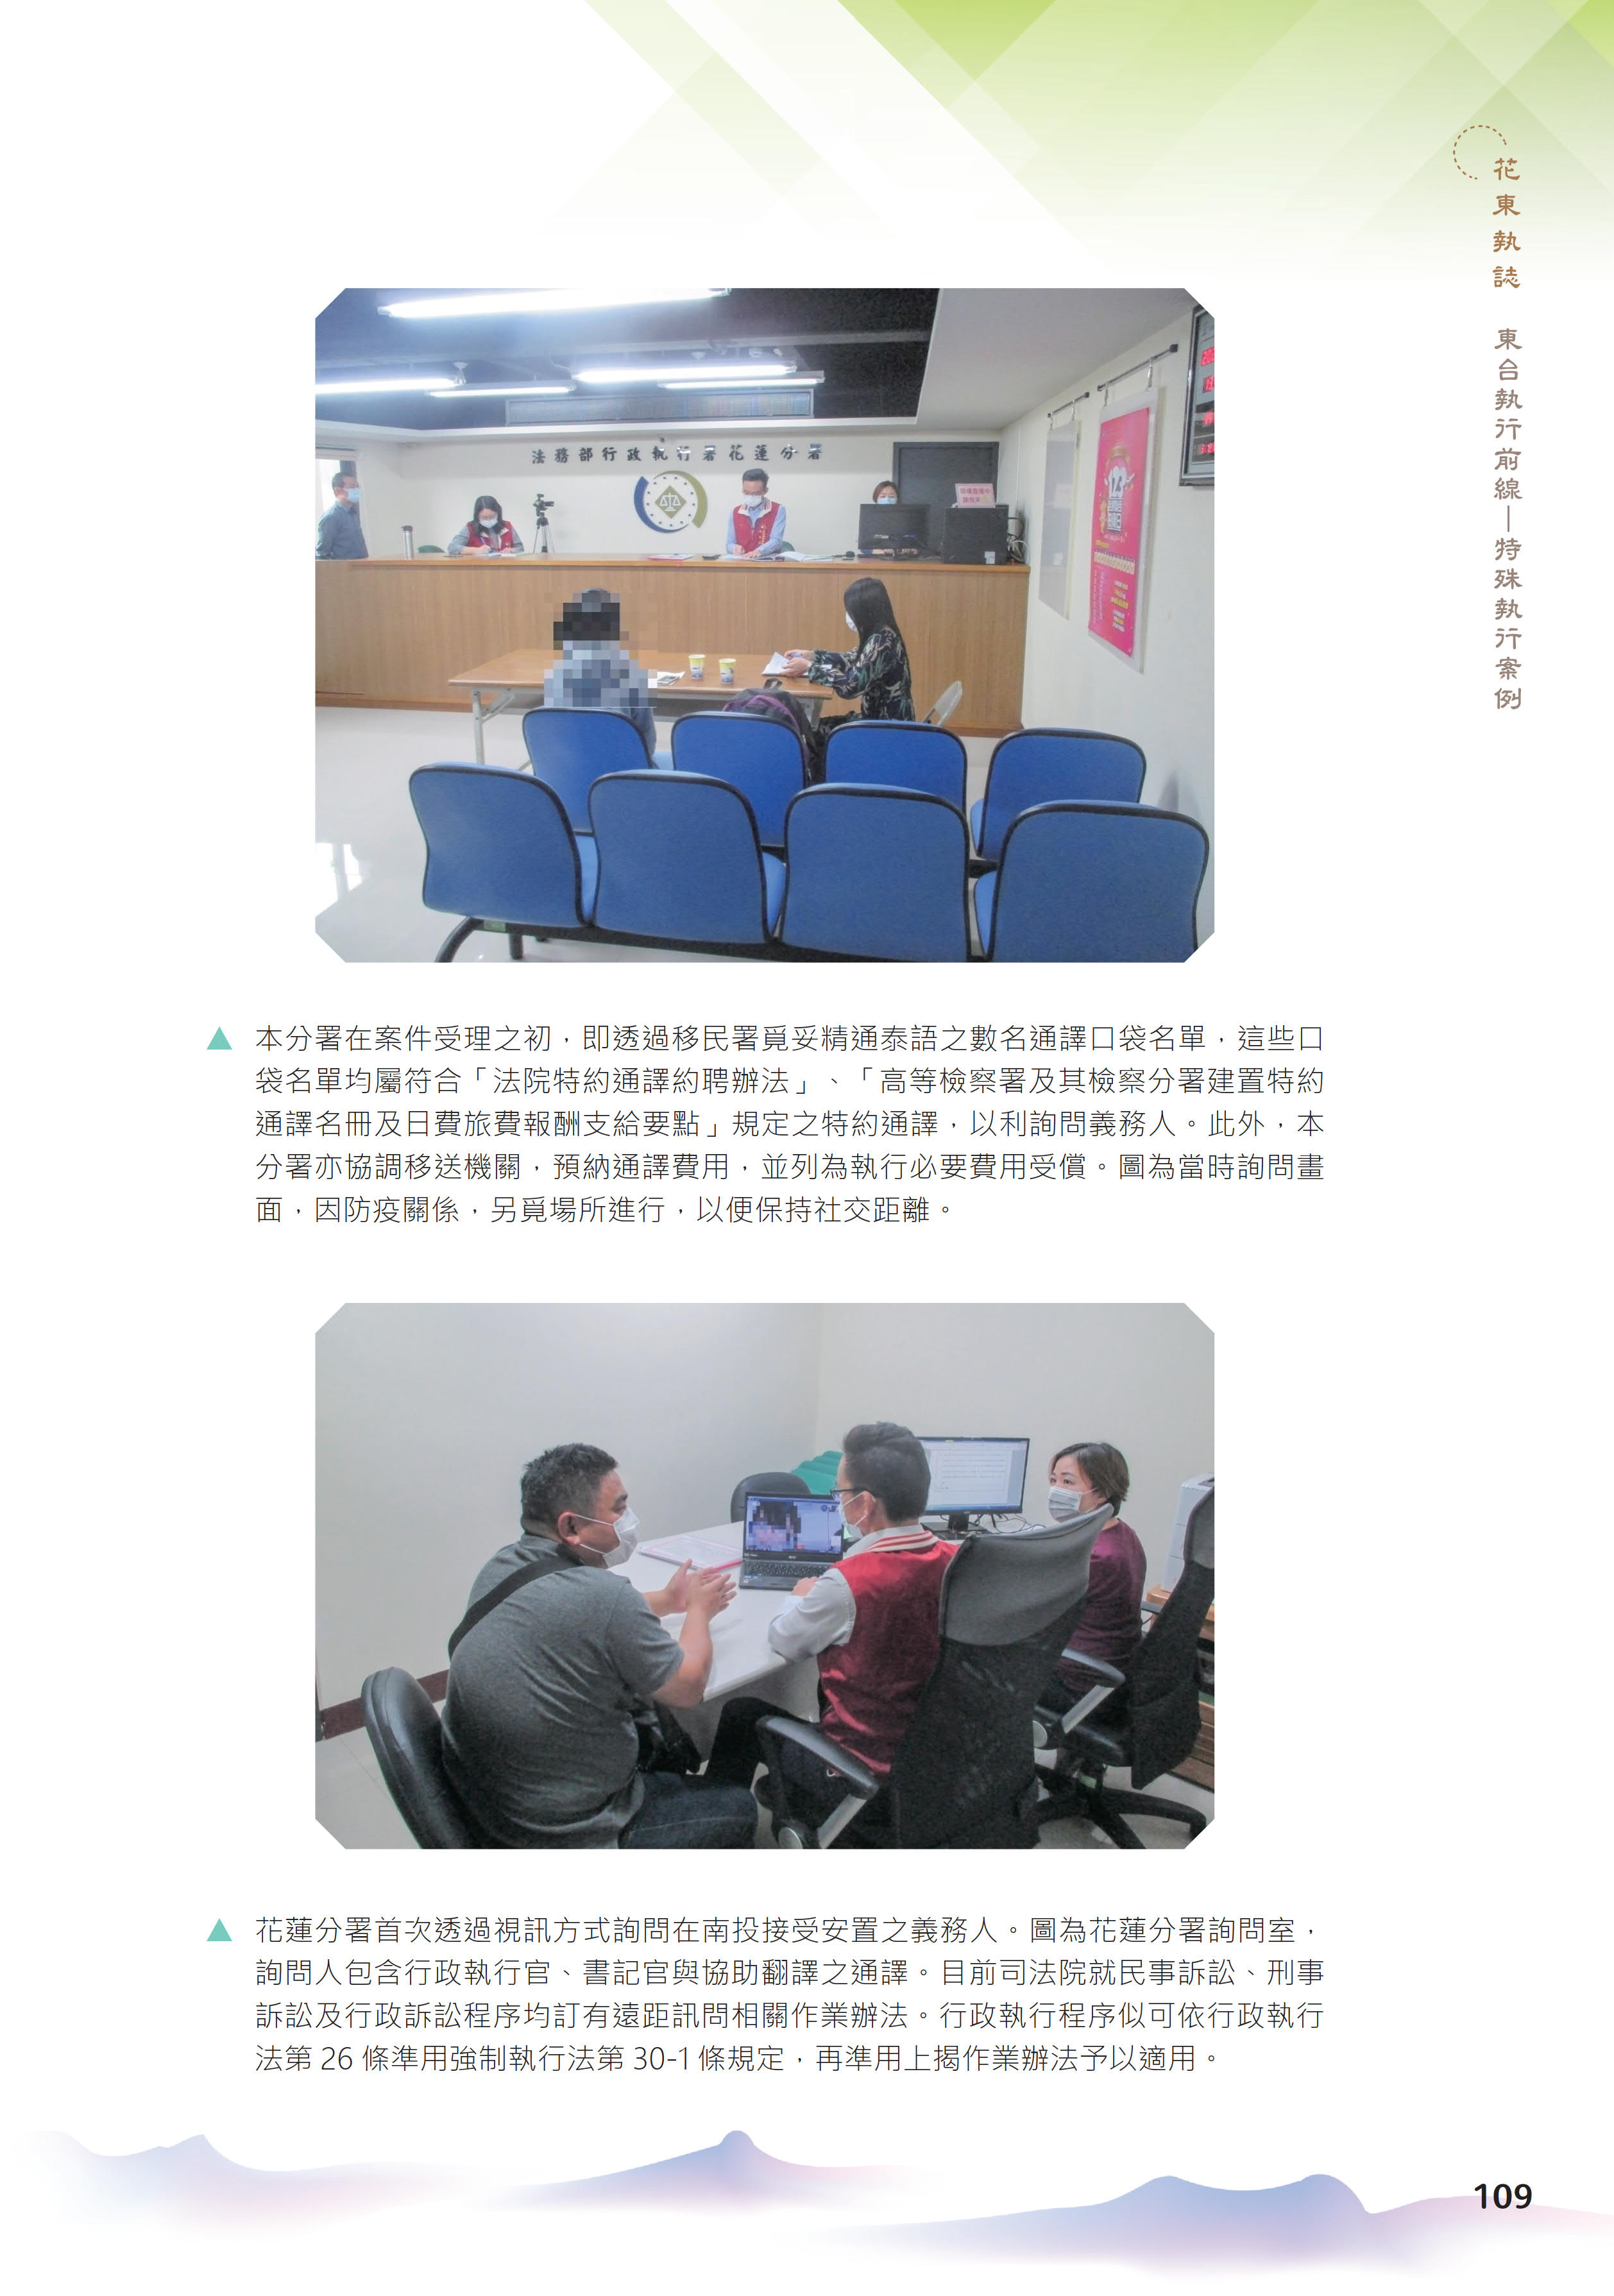 花東執誌 東台執行前線—特殊執行案例
法務部行政執行署花蓮分署
本分署在案件受理之初，即透過移民署覓妥精通泰語之數名通譯口袋名單，這些口
袋名單均屬符合「法院特約通譯約聘辦法」、「高等檢察署及其檢察分署建置特約
通譯名冊及日費旅費報酬支給要點」規定之特約通譯，以利詢問義務人。此外，本
分署亦協調移送機關，預納通譯費用，並列為執行必要費用受償。圖為當時詢問畫
面，因防疫關係，另覓場所進行，以便保持社交距離。
花蓮分署首次透過視訊方式詢問在南投接受安置之義務人。圖為花蓮分署詢問室，
詢問人包含行政執行官、書記官與協助翻譯之通譯。目前司法院就民事訴訟、刑事
訴訟及行政訴訟程序均訂有遠距訊問相關作業辦法。行政執行程序似可依行政執行
法第 26 條準用強制執行法第 30-1 條規定，再準用上揭作業辦法予以適用。
109